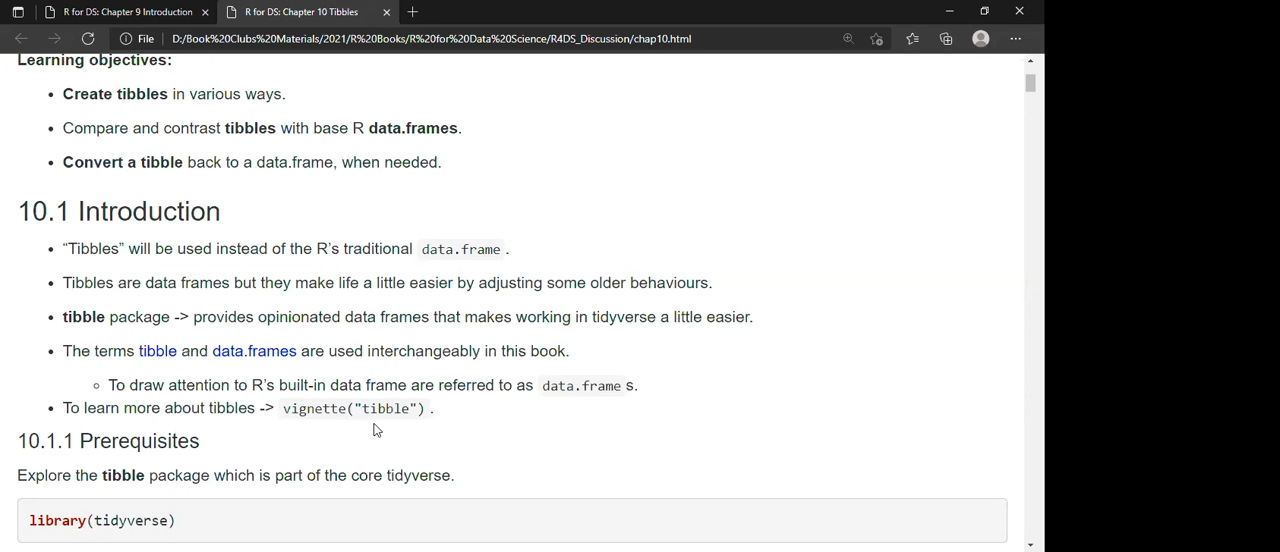 R for DS: Chapter 9 Introduction
R for DS: Chapter 10 Tibbles
File
D:/Book%20Clubs%20Materials/2021/R%20Books/R%20for%20Data%20Science/R4DS_Discussion/chap10.html
Learning objectives:
• Create tibbles in various ways.
• Compare and contrast tibbles with base R data.frames.
• Convert a tibble back to a data.frame, when needed.
10.1 Introduction
• “Tibbles” will be used instead of the R’s traditional data.frame .
• Tibbles are data frames but they make life a little easier by adjusting some older behaviours.
• tibble package -> provides opinionated data frames that makes working in tidyverse a little easier.
• The terms tibble and data.frames are used interchangeably in this book.
◦ To draw attention to R’s built-in data frame are referred to as data.frame s.
• To learn more about tibbles -> vignette("tibble") .
10.1.1 Prerequisites
Explore the tibble package which is part of the core tidyverse.
library(tidyverse)